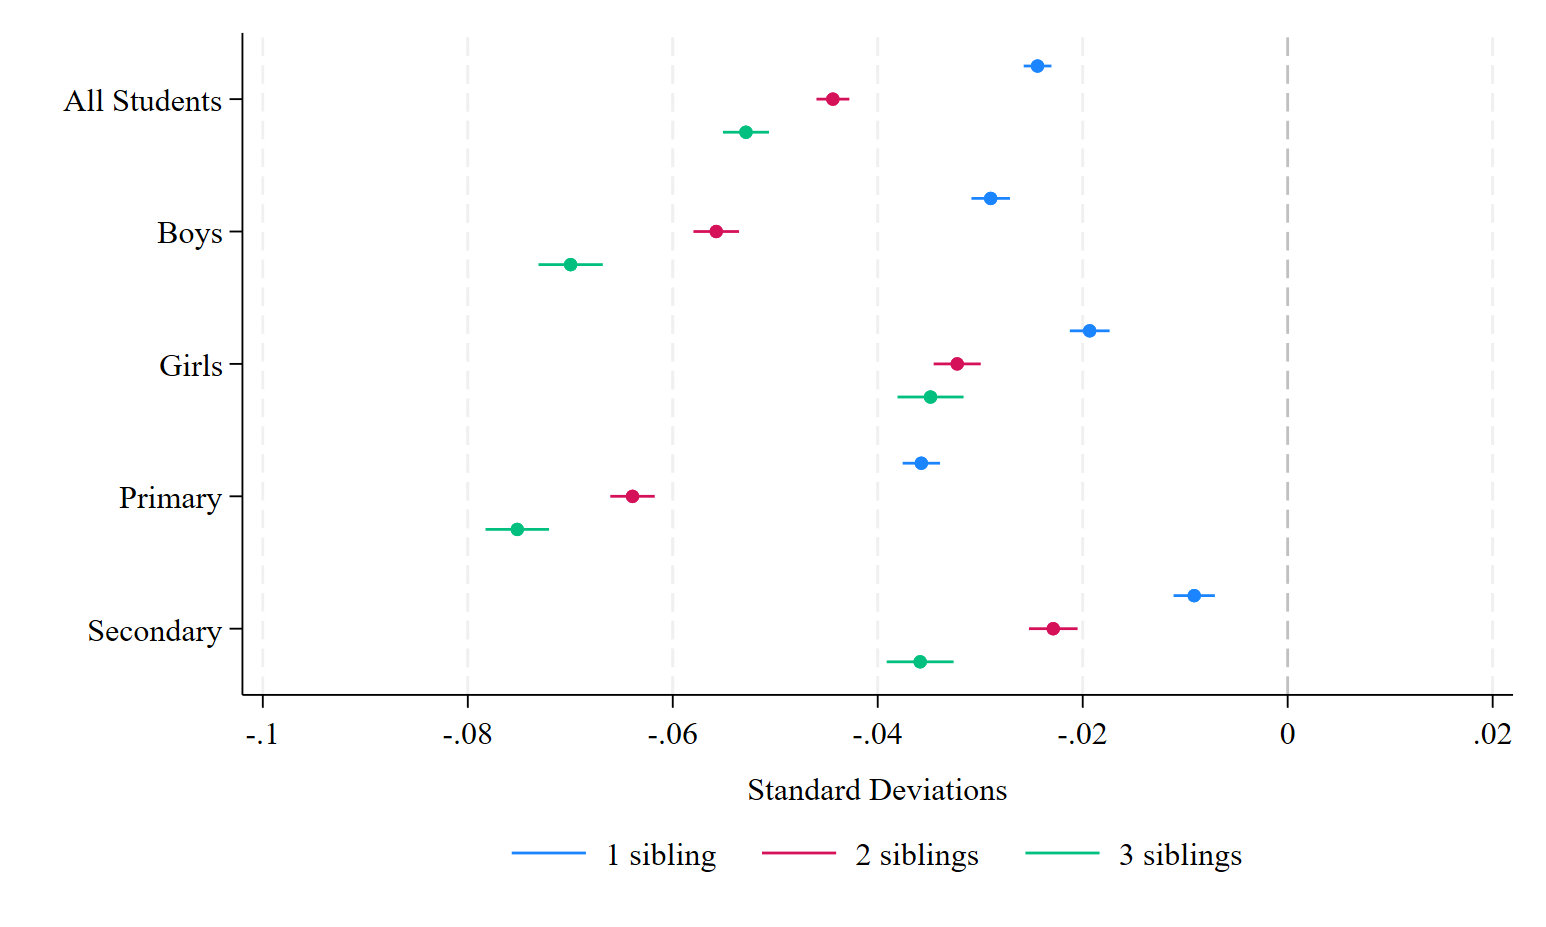 All Students
Boys
Girls
Primary
Secondary
-.1 -.08 -.06 -.04 -.02 0 .02
Standard Deviations
1 sibling 2 siblings 3 siblings